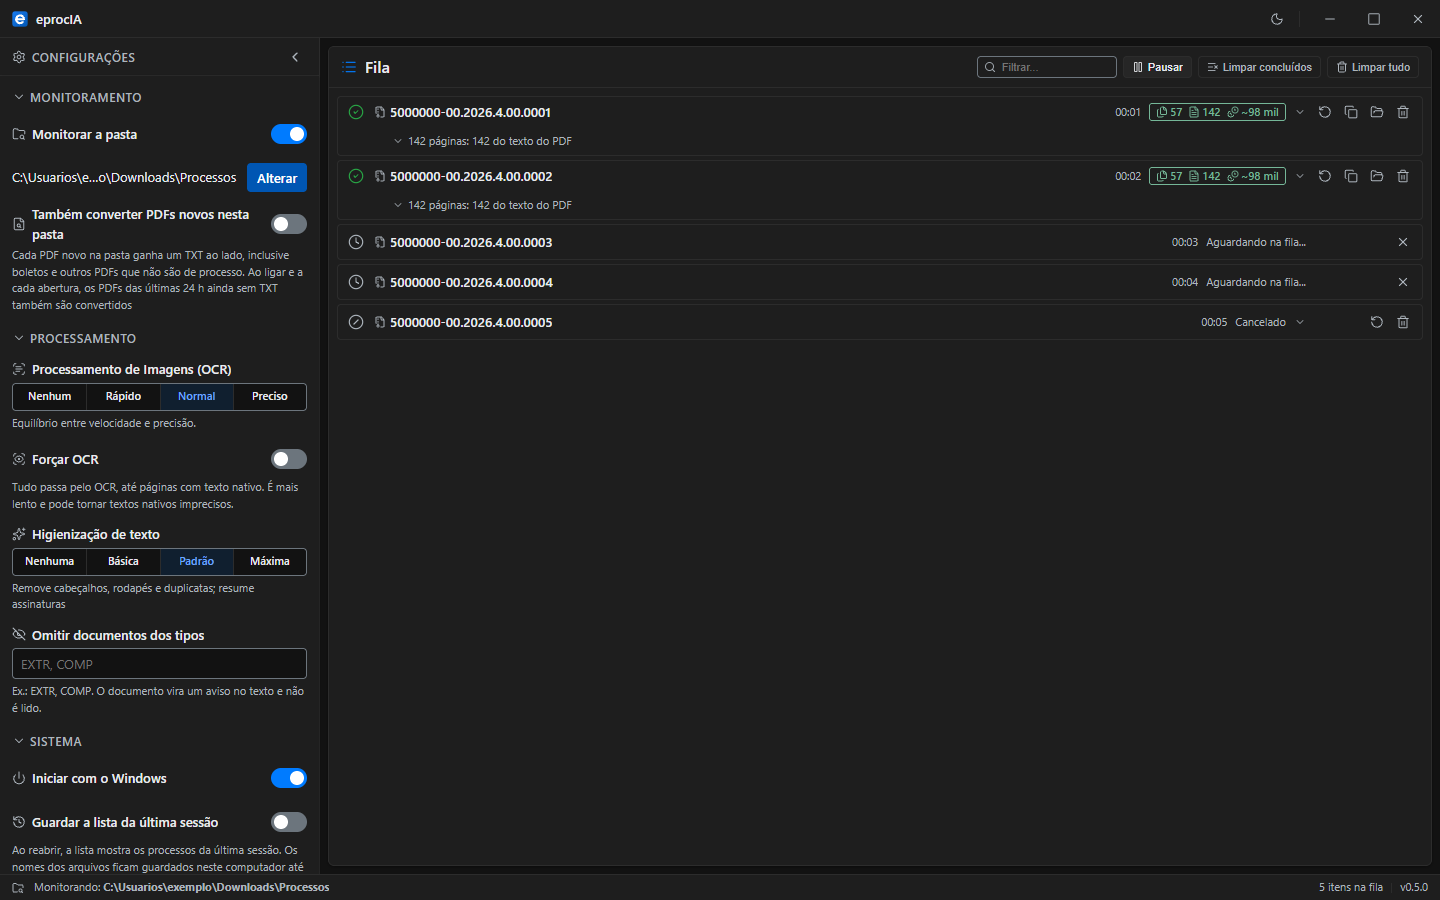 eprocIA
CONFIGURAÇÕES
MONITORAMENTO
Monitorar a pasta
C:\Usuarios\e...o\Downloads\Processos
Alterar
Também converter PDFs novos nesta
pasta
Cada PDF novo na pasta ganha um TXT ao lado, inclusive
boletos e outros PDFs que não são de processo. Ao ligar e a
cada abertura, os PDFs das últimas 24 h ainda sem TXT
também são convertidos
PROCESSAMENTO
Processamento de Imagens (OCR)
Nenhum Rápido Normal Preciso
Equilíbrio entre velocidade e precisão.
Forçar OCR
Tudo passa pelo OCR, até páginas com texto nativo. É mais
lento e pode tornar textos nativos imprecisos.
Higienização de texto
Nenhuma Básica Padrão Máxima
Remove cabeçalhos, rodapés e duplicatas; resume
assinaturas
Omitir documentos dos tipos
EXTR, COMP
Ex.: EXTR, COMP. O documento vira um aviso no texto e não
é lido.
SISTEMA
Iniciar com o Windows
Guardar a lista da última sessão
Ao reabrir, a lista mostra os processos da última sessão. Os
nomes dos arquivos ficam guardados neste computador até
Fila
Filtrar...
Pausar
Limpar concluídos
Limpar tudo
5000000-00.2026.4.00.0001 00:01 57 142 ~98 mil
142 páginas: 142 do texto do PDF
5000000-00.2026.4.00.0002 00:02 57 142 ~98 mil
142 páginas: 142 do texto do PDF
5000000-00.2026.4.00.0003 00:03 Aguardando na fila...
5000000-00.2026.4.00.0004 00:04 Aguardando na fila...
5000000-00.2026.4.00.0005 00:05 Cancelado
Monitorando: C:\Usuarios\exemplo\Downloads\Processos
5 itens na fila v0.5.0